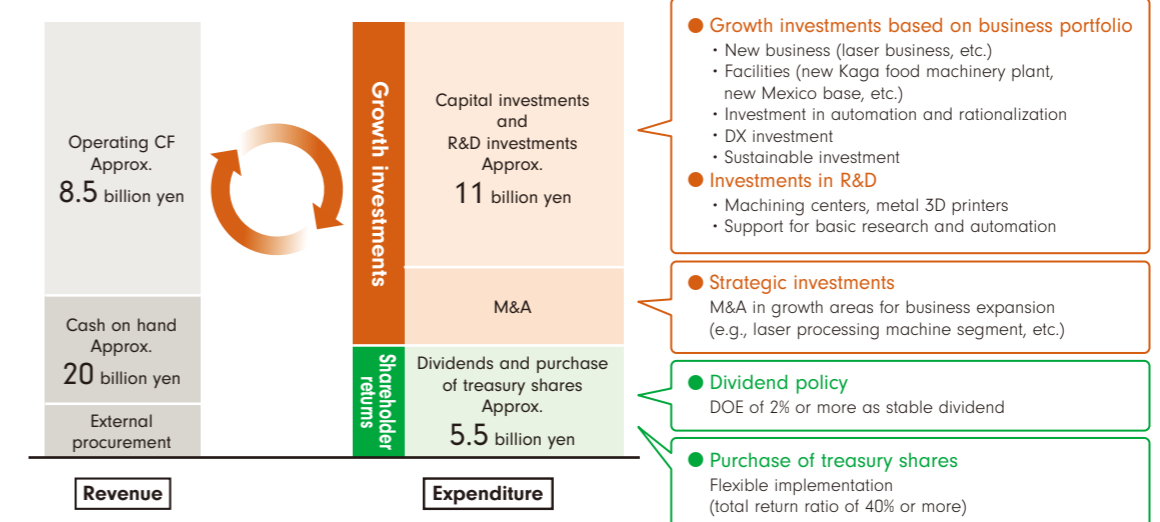 Operating CF
Approx.
8.5 billion yen
Cash on hand
Approx.
20 billion yen
External
procurement
Revenue
Growth investments
Capital investments
and
R&D investments
Approx.
11 billion yen
M&A
Shareholder
returns
Dividends and purchase
of treasury shares
Approx.
5.5 billion yen
Expenditure
● Growth investments based on business portfolio
・New business (laser business, etc.)
・Facilities (new Kaga food machinery plant,
new Mexico base, etc.)
・Investment in automation and rationalization
・DX investment
・Sustainable investment
● Investments in R&D
・Machining centers, metal 3D printers
・Support for basic research and automation
● Strategic investments
M&A in growth areas for business expansion
(e.g., laser processing machine segment, etc.)
● Dividend policy
DOE of 2% or more as stable dividend
● Purchase of treasury shares
Flexible implementation
(total return ratio of 40% or more)